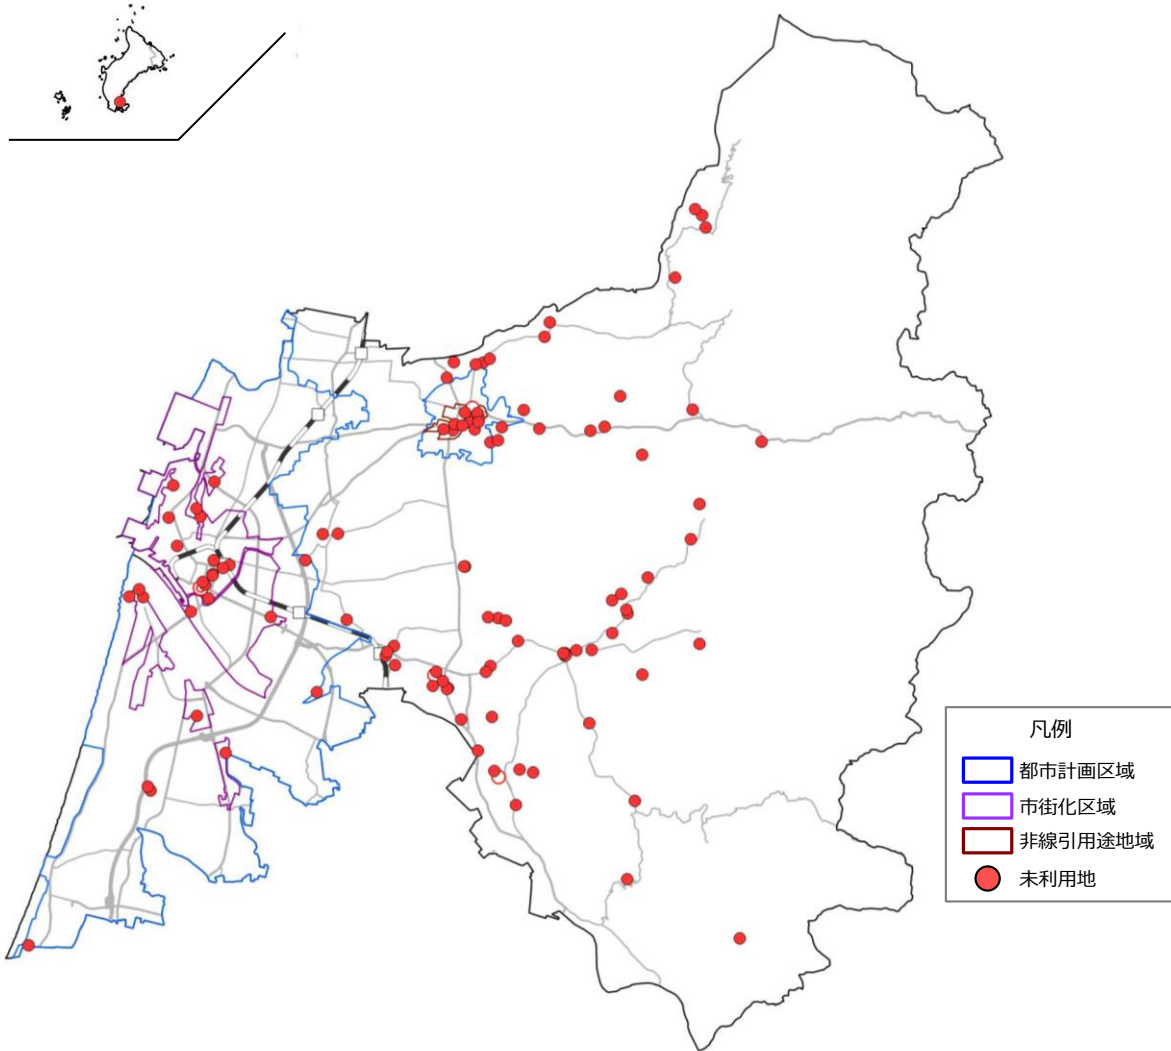 凡例
都市計画区域
市街化区域
非線引用途地域
未利用地